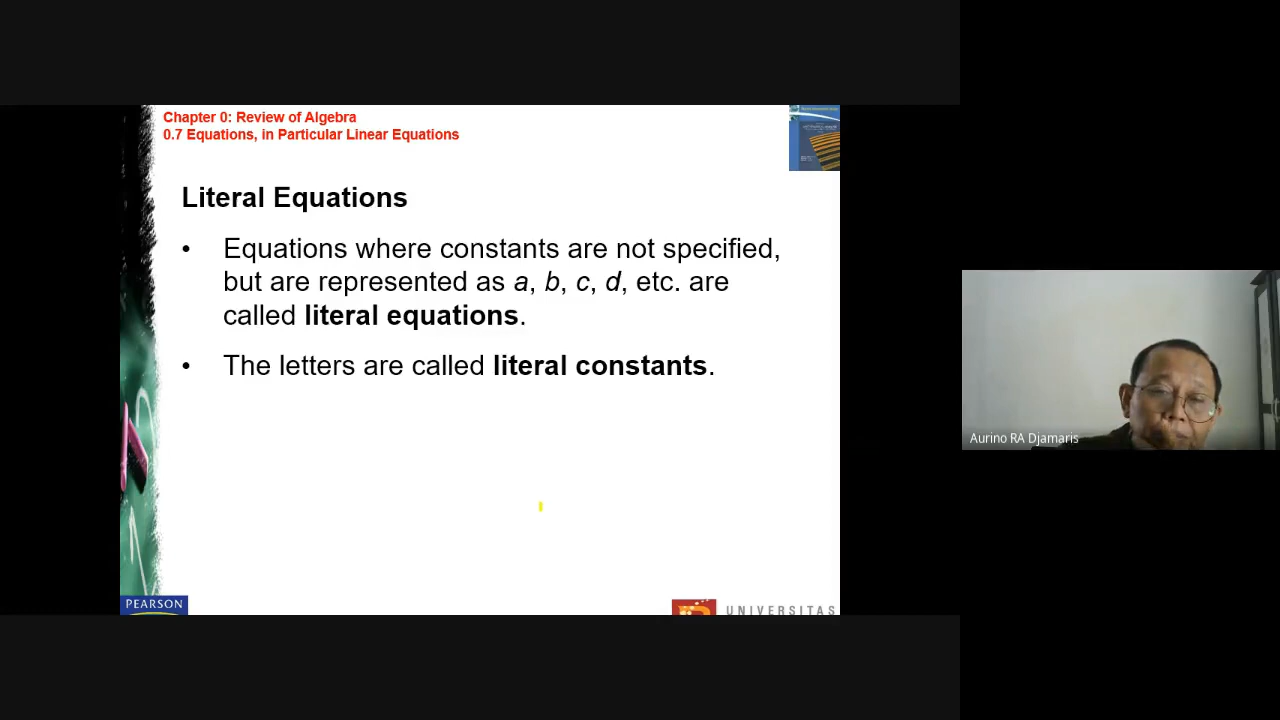 Chapter 0: Review of Algebra
0.7 Equations, in Particular Linear Equations
Literal Equations
• Equations where constants are not specified,
but are represented as a, b, c, d, etc. are
called literal equations.
• The letters are called literal constants.
PEARSON
UNIVERSITAS
Aurino RA Djamaris